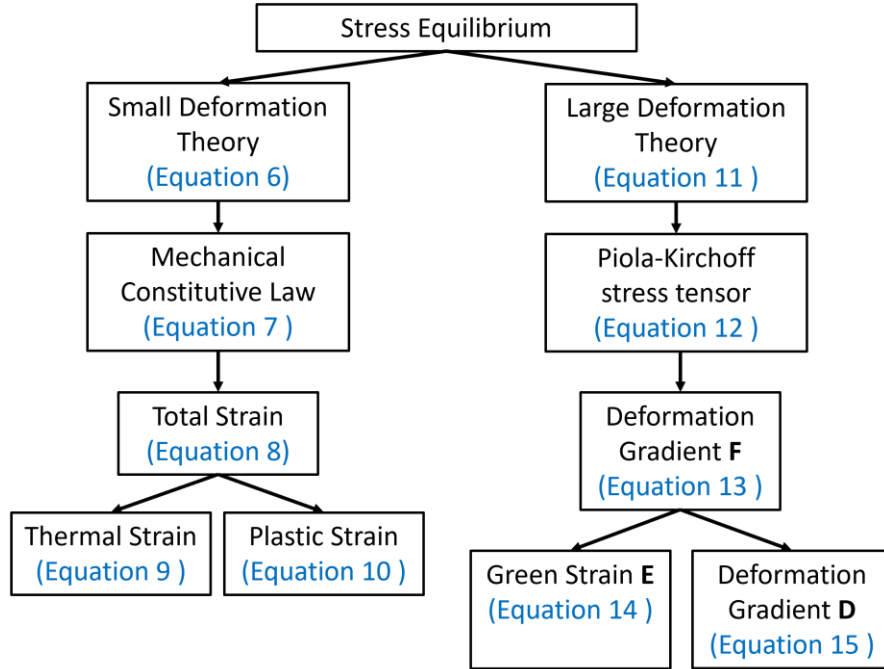 Stress Equilibrium
Small Deformation
Theory
(Equation 6)
Large Deformation
Theory
(Equation 11 )
Mechanical
Constitutive Law
(Equation 7 )
Piola-Kirchoff
stress tensor
(Equation 12 )
Total Strain
(Equation 8)
Deformation
Gradient F
(Equation 13 )
Thermal Strain
(Equation 9 )
Plastic Strain
(Equation 10 )
Green Strain E
(Equation 14 )
Deformation
Gradient D
(Equation 15 )